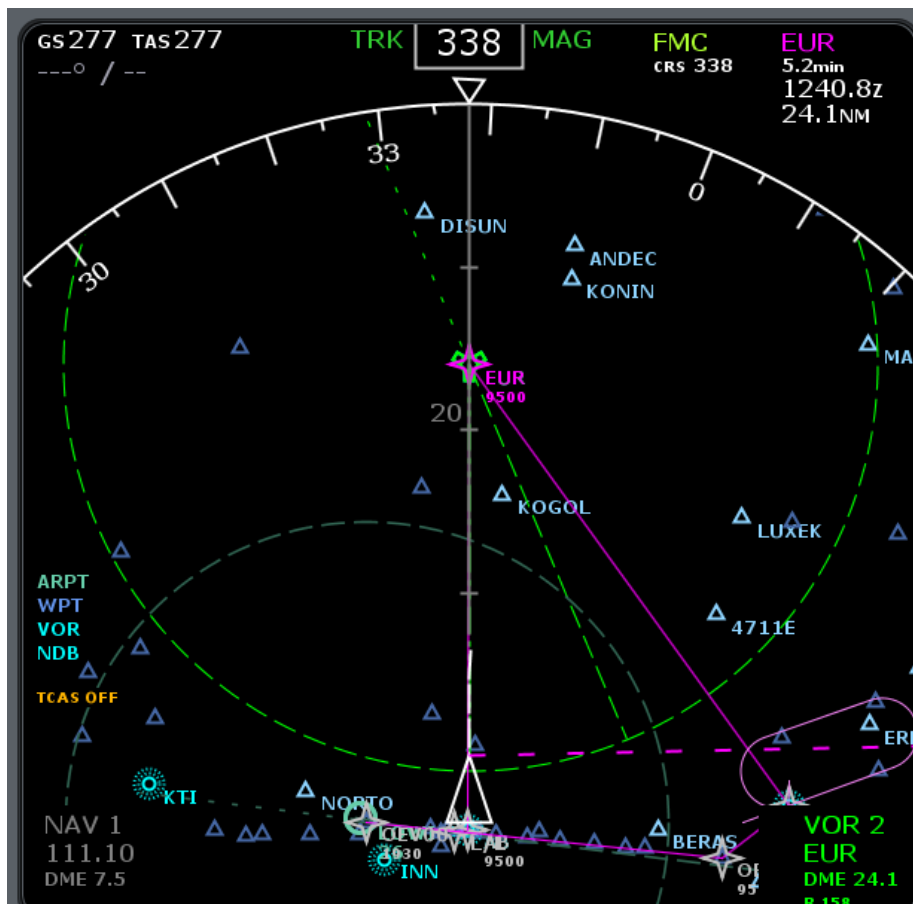 GS277 TAS277
TRK 338 MAG
FMC
CRS 338
EUR
5.2min
1240.8Z
24.1NM
---° / --
33
0
30
DISUN
ANDEC
KONIN
MA
EUR
9500
20
KOGOL
LUXEK
4711E
ARPT
WPT
VOR
NDB
TCAS OFF
KTI
NORTO
BERAS
9500
INN
NAV 1
111.10
DME 7.5
VOR 2
EUR
DME 24.1
R 158